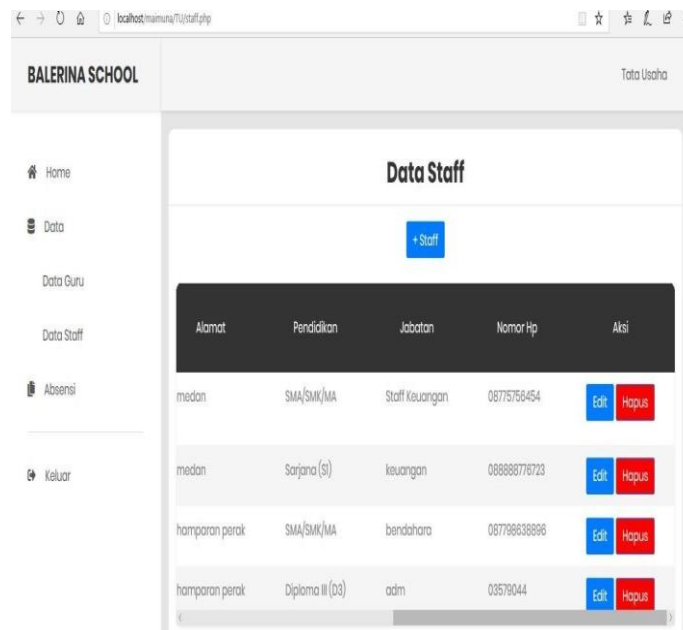 localhost/maimuna/TU/staff.php
BALERINA SCHOOL
Tata Usaha
Home
Data
Data Guru
Data Staff
Absensi
Keluar
Data Staff
+ Staff
Alamat Pendidikan Jabatan Nomor Hp Aksi
medan SMA/SMK/MA Staff Keuangan 08775756454 Edit Hapus
medan Sarjana (S1) keuangan 088888776723 Edit Hapus
hamparan perak SMA/SMK/MA bendahara 087798638896 Edit Hapus
hamparan perak Diploma III (D3) adm 03579044 Edit Hapus